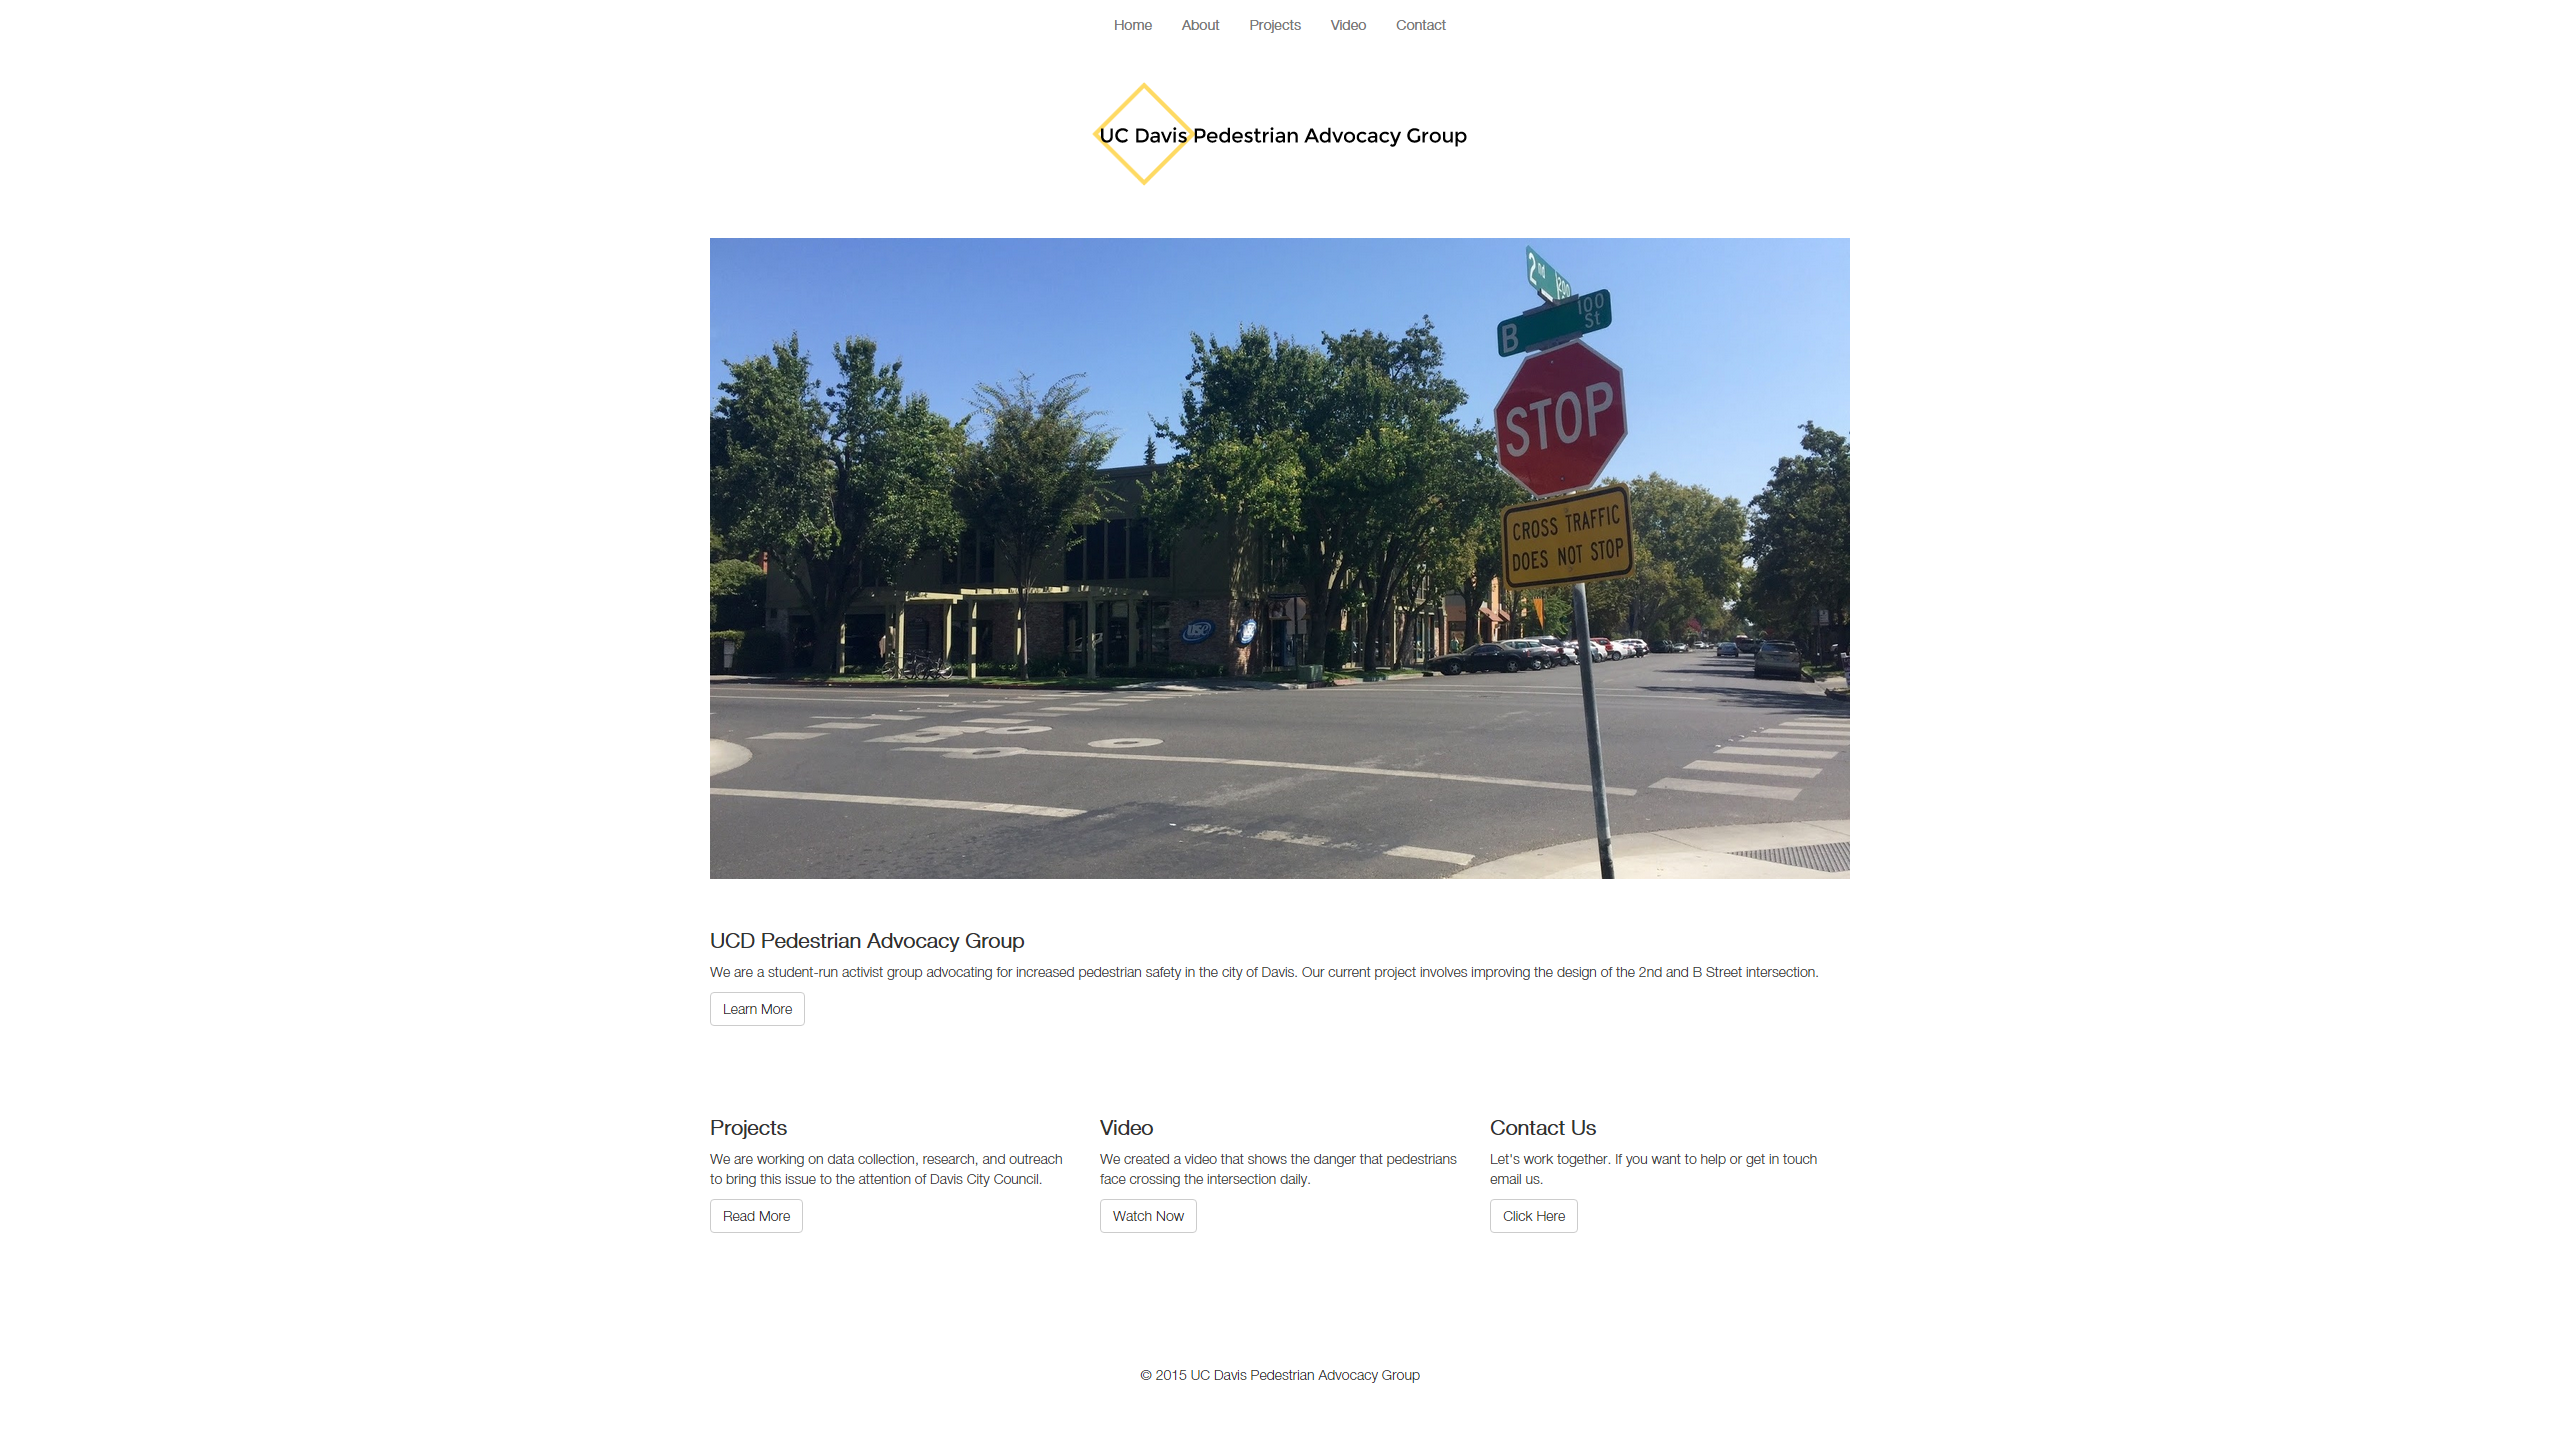 Home About Projects Video Contact
UC Davis Pedestrian Advocacy Group
2nd 200
B 100 St
STOP
CROSS TRAFFIC
DOES NOT STOP
use
use
UCD Pedestrian Advocacy Group
We are a student-run activist group advocating for increased pedestrian safety in the city of Davis. Our current project involves improving the design of the 2nd and B Street intersection.
Learn More
Projects
We are working on data collection, research, and outreach
to bring this issue to the attention of Davis City Council.
Read More
Video
We created a video that shows the danger that pedestrians
face crossing the intersection daily.
Watch Now
Contact Us
Let's work together. If you want to help or get in touch
email us.
Click Here
© 2015 UC Davis Pedestrian Advocacy Group